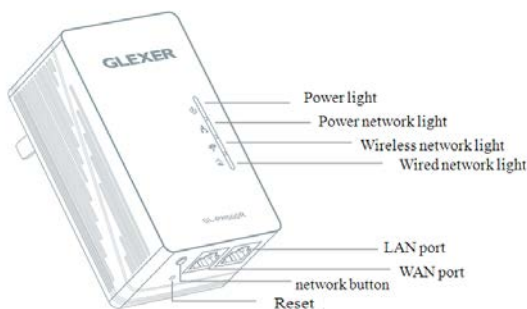 GLEXER
Power light
Power network light
Wireless network light
Wired network light
LAN port
WAN port
network button
Reset